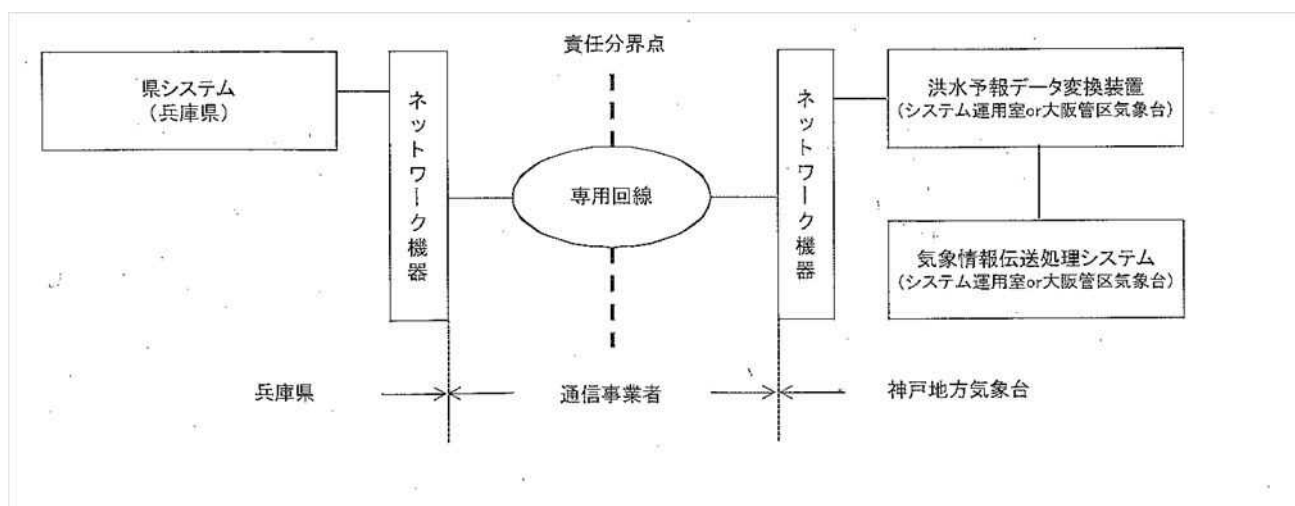 責任分界点
県システム
(兵庫県)
ネットワーク機器
専用回線
ネットワーク機器
洪水予報データ変換装置
(システム運用室or大阪管区気象台)
気象情報伝送処理システム
(システム運用室or大阪管区気象台)
兵庫県
通信事業者
神戸地方気象台